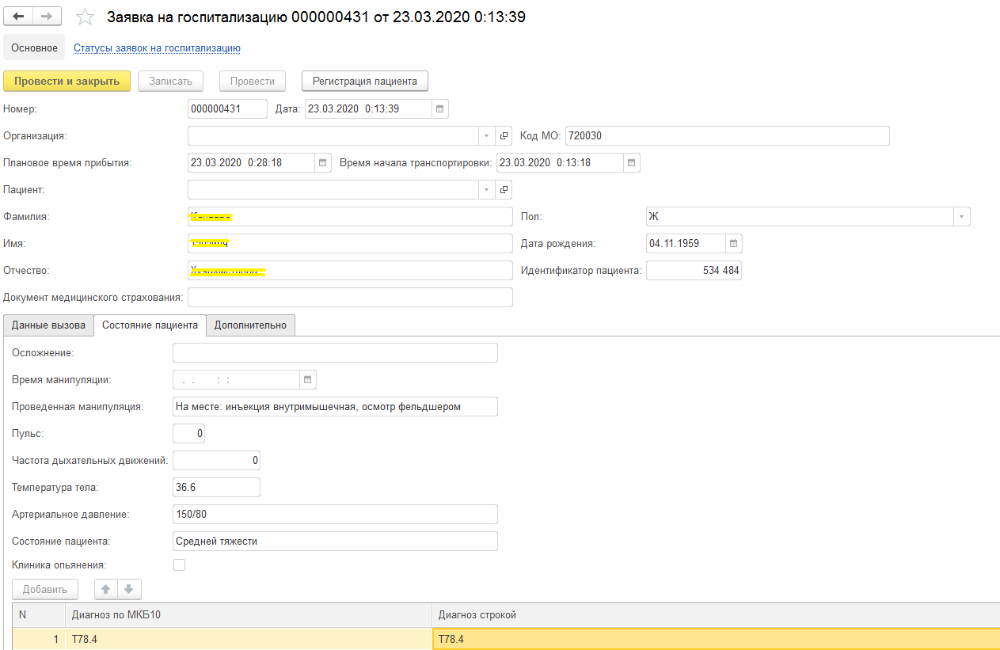 Заявка на госпитализацию 000000431 от 23.03.2020 0:13:39
Основное Статусы заявок на госпитализацию
Провести и закрыть Записать Провести Регистрация пациента
Номер: 000000431 Дата: 23.03.2020 0:13:39
Организация: Код МО: 720030
Плановое время прибытия: 23.03.2020 0:28:18 Время начала транспортировки: 23.03.2020 0:13:18
Пациент:
Фамилия: Пол: Ж
Имя: Дата рождения: 04.11.1959
Отчество: Идентификатор пациента: 534 484
Документ медицинского страхования:
Данные вызова Состояние пациента Дополнительно
Осложнение:
Время манипуляции: . . : :
Проведенная манипуляция: На месте: инъекция внутримышечная, осмотр фельдшером
Пульс: 0
Частота дыхательных движений: 0
Температура тела: 36.6
Артериальное давление: 150/80
Состояние пациента: Средней тяжести
Клиника опьянения:
Добавить
N Диагноз по МКБ10 Диагноз строкой
1 T78.4 T78.4